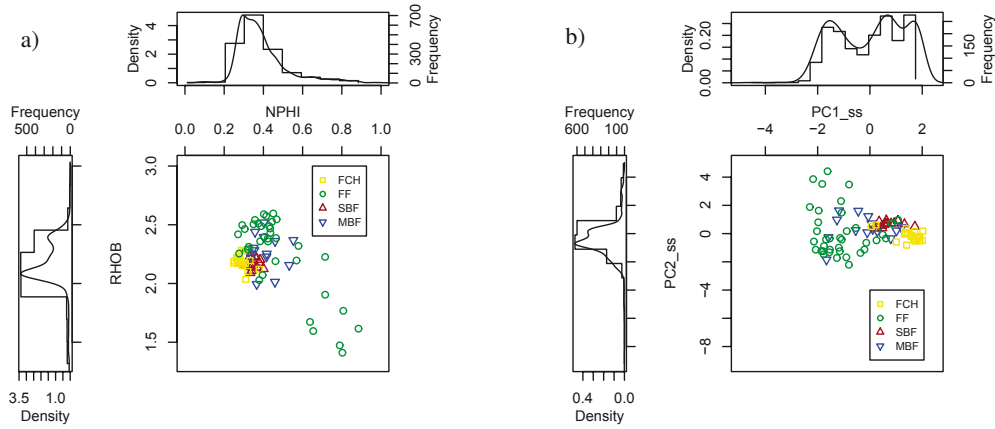 a)
Density
0 2 4
0 300 700
Frequency
NPHI
0.0 0.2 0.4 0.6 0.8 1.0
Frequency
500 0
3.5 1.0
Density
RHOB
1.5 2.0 2.5 3.0
FCH
FF
SBF
MBF
b)
Density
0.00 0.20
0 150
Frequency
PC1_ss
−4 −2 0 2
Frequency
600 100
0.4 0.0
Density
PC2_ss
−8 −4 0 2 4
FCH
FF
SBF
MBF